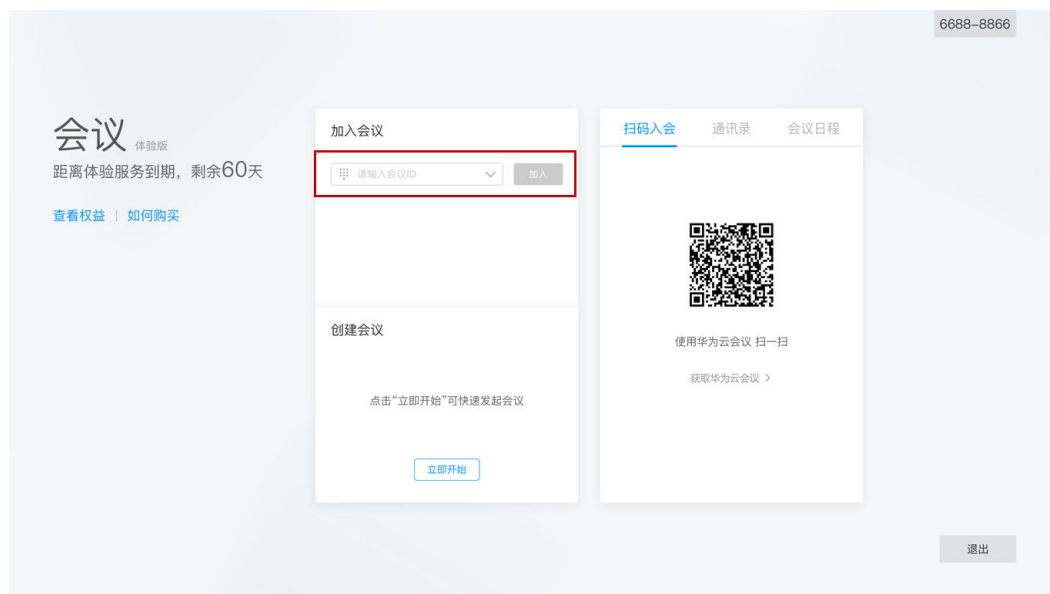 6688-8866
会议 体验版
距离体验服务到期，剩余60天
查看权益 | 如何购买
加入会议
请输入会议ID
加入
创建会议
点击“立即开始”可快速发起会议
立即开始
扫码入会 通讯录 会议日程
使用华为云会议 扫一扫
获取华为云会议 >
退出